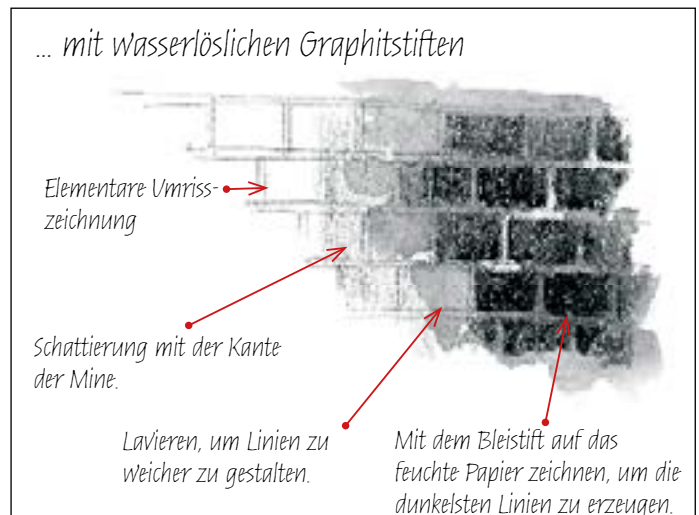 ... mit wasserlöslichen Graphitstiften
Elementare Umriss-
zeichnung
Schattierung mit der Kante
der Mine.
Lavieren, um Linien zu
weicher zu gestalten.
Mit dem Bleistift auf das
feuchte Papier zeichnen, um die
dunkelsten Linien zu erzeugen.